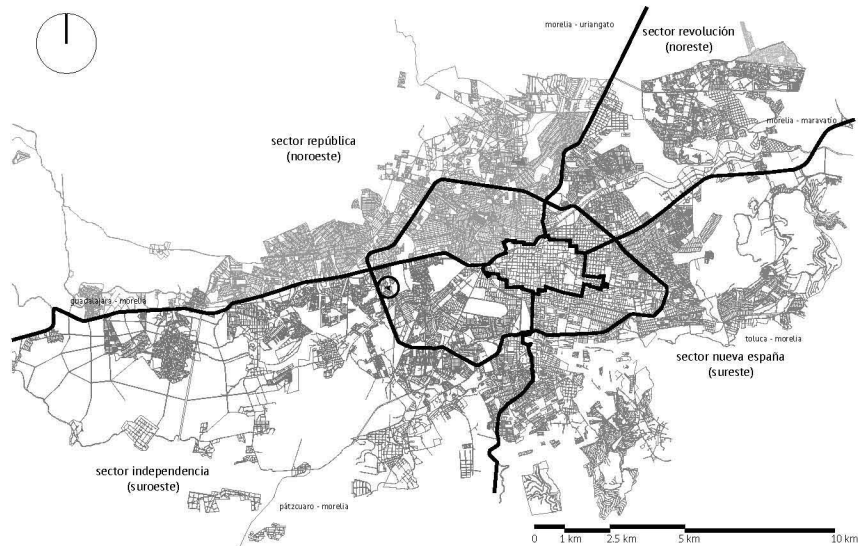 morelia - uriangato
sector revolución
(noreste)
morelia - maravatío
sector república
(noroeste)
guadalajara - morelia
toluca - morelia
sector nueva españa
(sureste)
sector independencia
(suroeste)
pátzcuaro - morelia
0 1 km 2.5 km 5 km 10 km